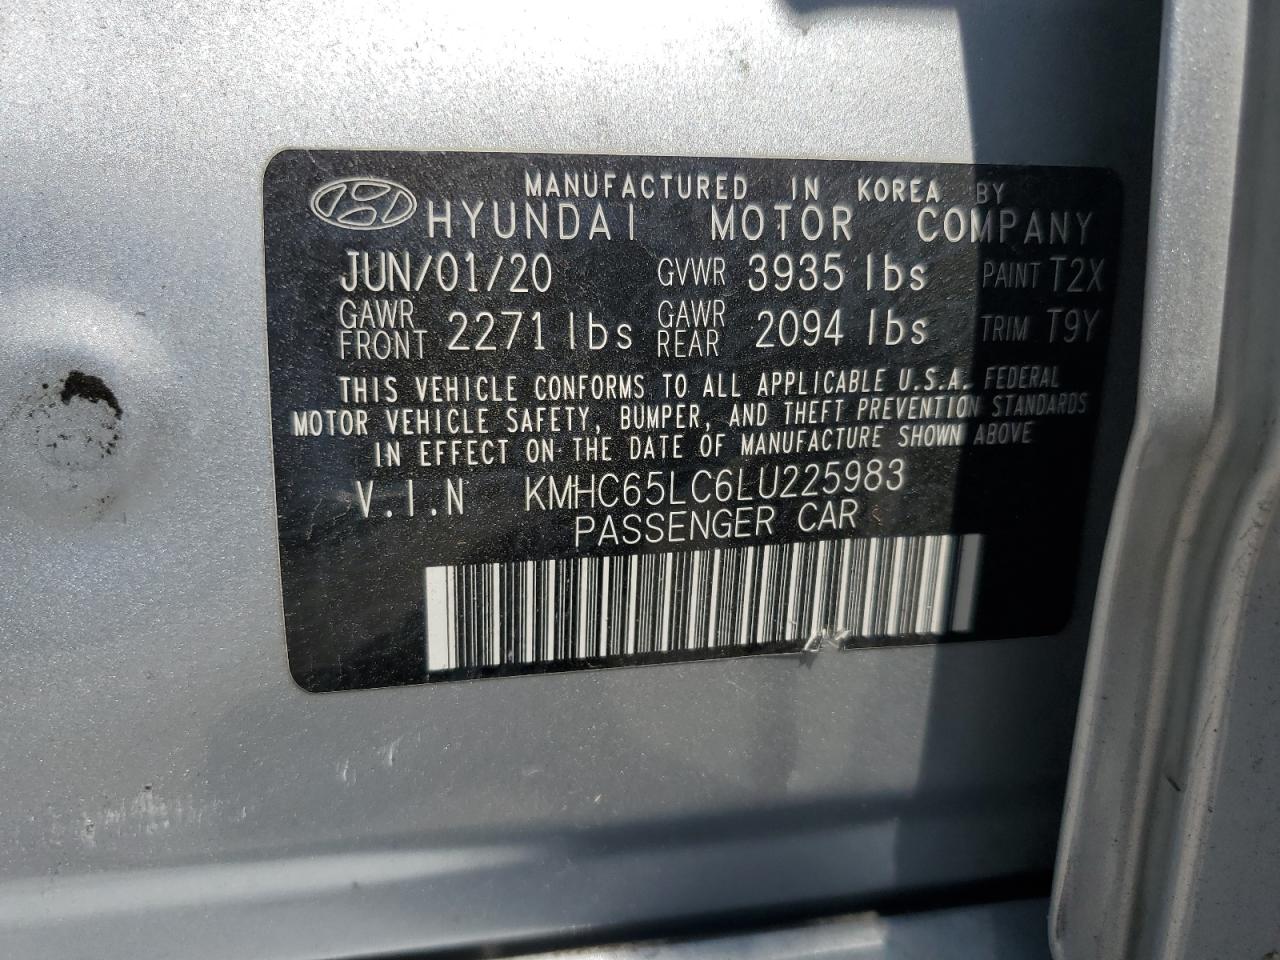 MANUFACTURED IN KOREA BY
HYUNDAI MOTOR COMPANY
JUN/01/20 GVWR 3935 lbs PAINT T2X
GAWR FRONT 2271 lbs GAWR REAR 2094 lbs TRIM T9Y
THIS VEHICLE CONFORMS TO ALL APPLICABLE U.S.A. FEDERAL
MOTOR VEHICLE SAFETY, BUMPER, AND THEFT PREVENTION STANDARDS
IN EFFECT ON THE DATE OF MANUFACTURE SHOWN ABOVE
V.I.N KMHC65LC6LU225983
PASSENGER CAR